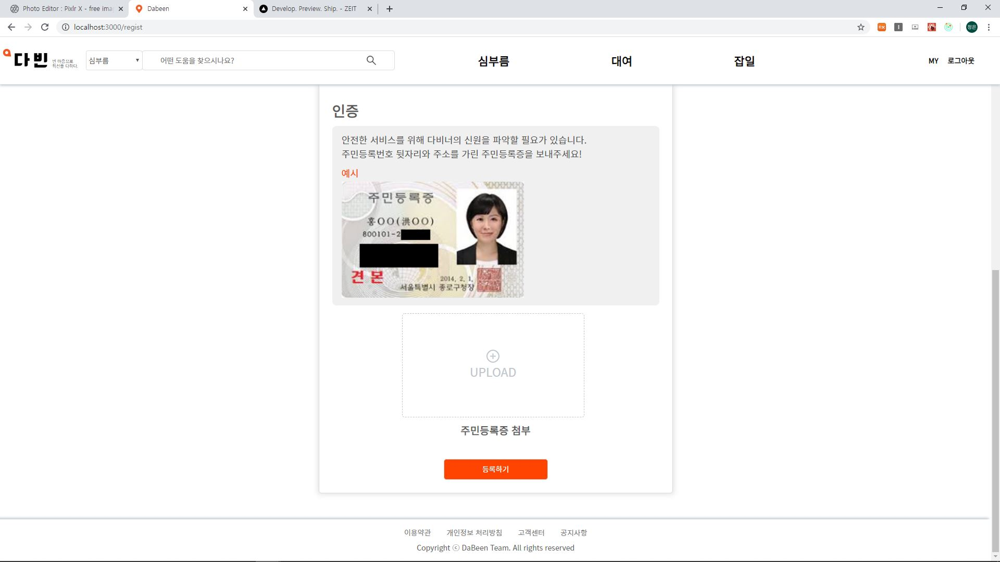 Photo Editor : Pixlr X - free ima
Dabeen
Develop. Preview. Ship. - ZEIT
localhost:3000/regist
정은
다빈
빈 마음으로
최선을 다하다.
심부름
어떤 도움을 찾으시나요?
심부름
대여
잡일
MY
로그아웃
인증
안전한 서비스를 위해 다비너의 신원을 파악할 필요가 있습니다.
주민등록번호 뒷자리와 주소를 가린 주민등록증을 보내주세요!
예시
주민등록증
홍OO(洪OO)
800101-2
견 본
2014. 2. 1.
서울특별시 종로구청장
UPLOAD
주민등록증 첨부
등록하기
이용약관
개인정보 처리방침
고객센터
공지사항
Copyright ⓒ DaBeen Team. All rights reserved